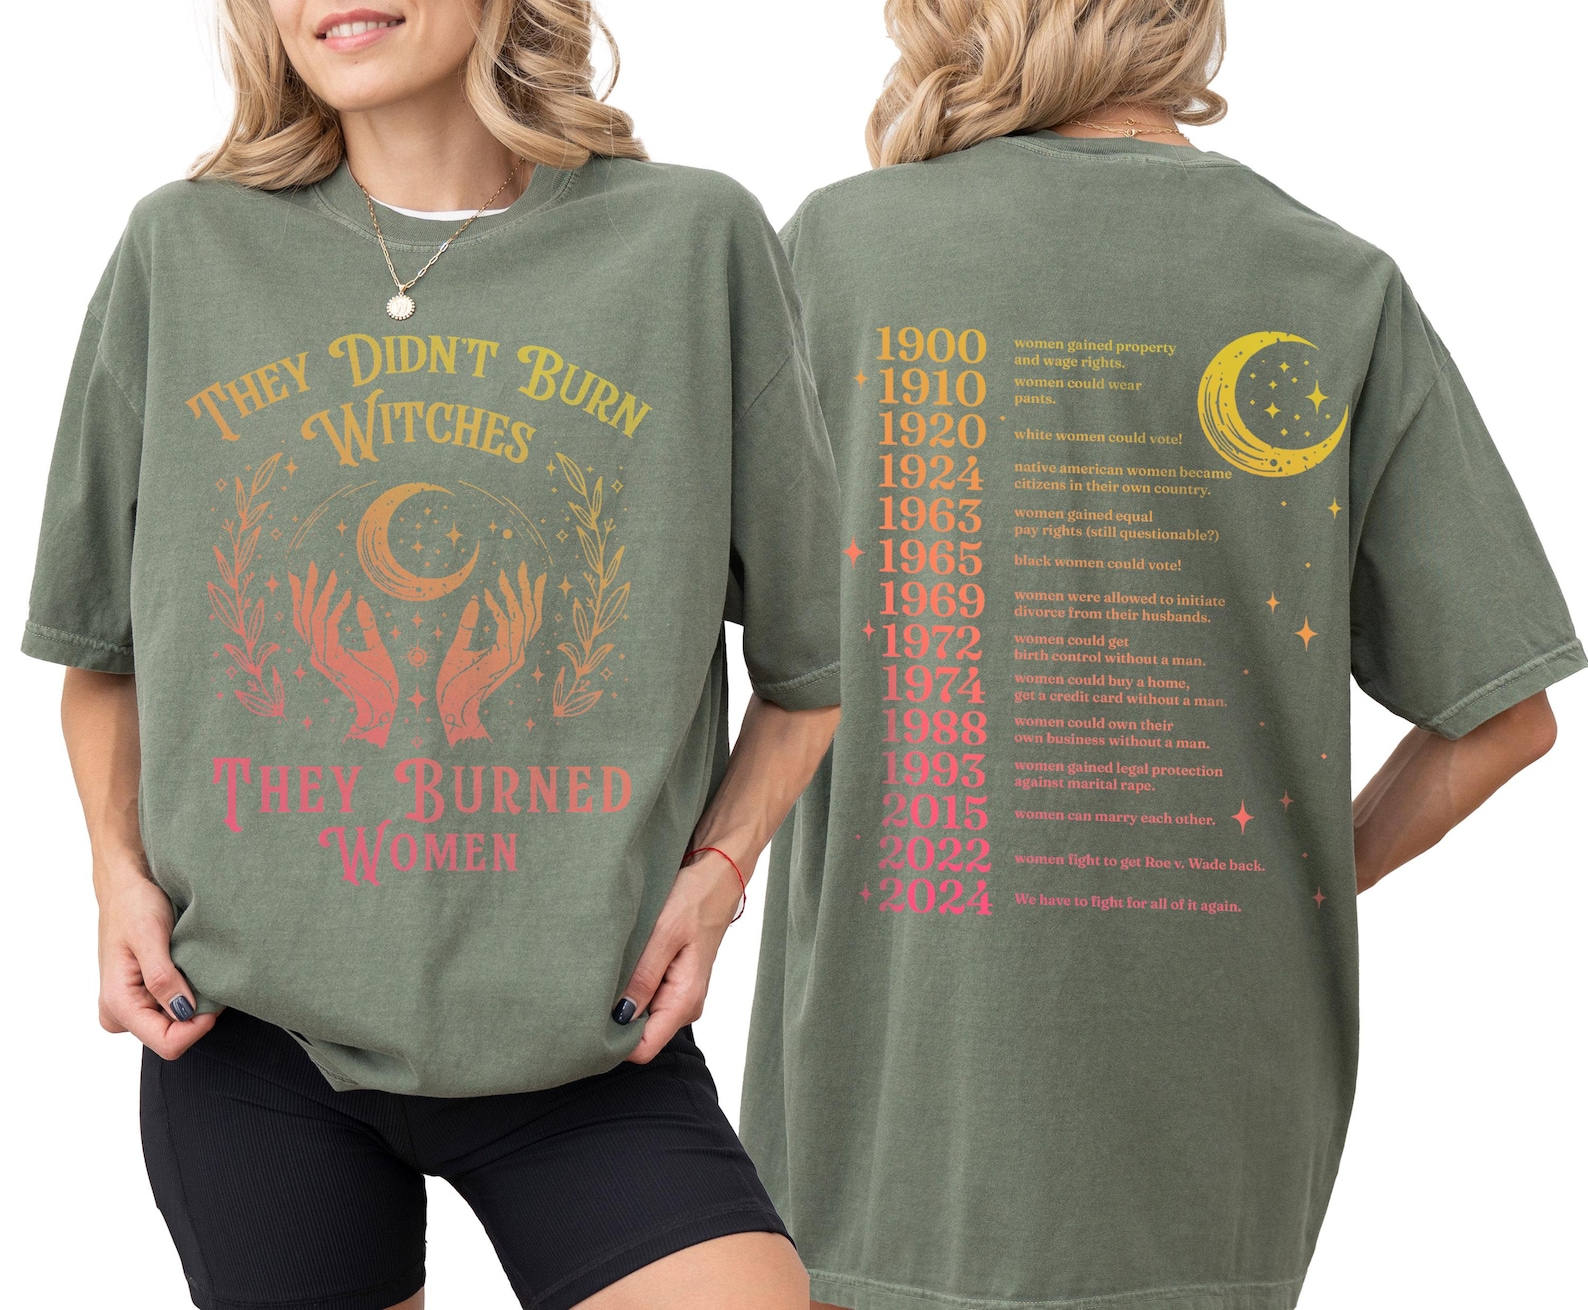 They Didn't Burn
Witches
They Burned
Women
1900 women gained property
and wage rights.
1910 women could wear
pants.
1920 white women could vote!
1924 native american women became
citizens in their own country.
1963 women gained equal
pay rights (still questionable?)
1965 black women could vote!
1969 women were allowed to initiate
divorce from their husbands.
1972 women could get
birth control without a man.
1974 women could buy a home,
get a credit card without a man.
1988 women could own their
own business without a man.
1993 women gained legal protection
against marital rape.
2015 women can marry each other.
2022 women fight to get Roe v. Wade back.
2024 We have to fight for all of it again.